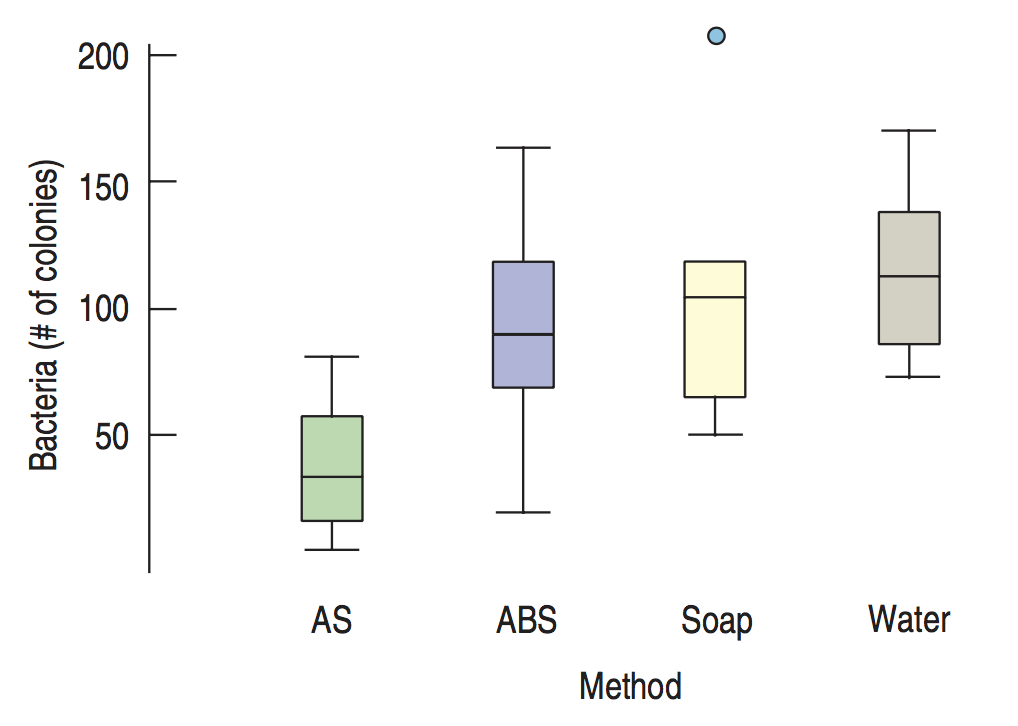 Bacteria (# of colonies)
200
150
100
50
AS ABS Soap Water
Method